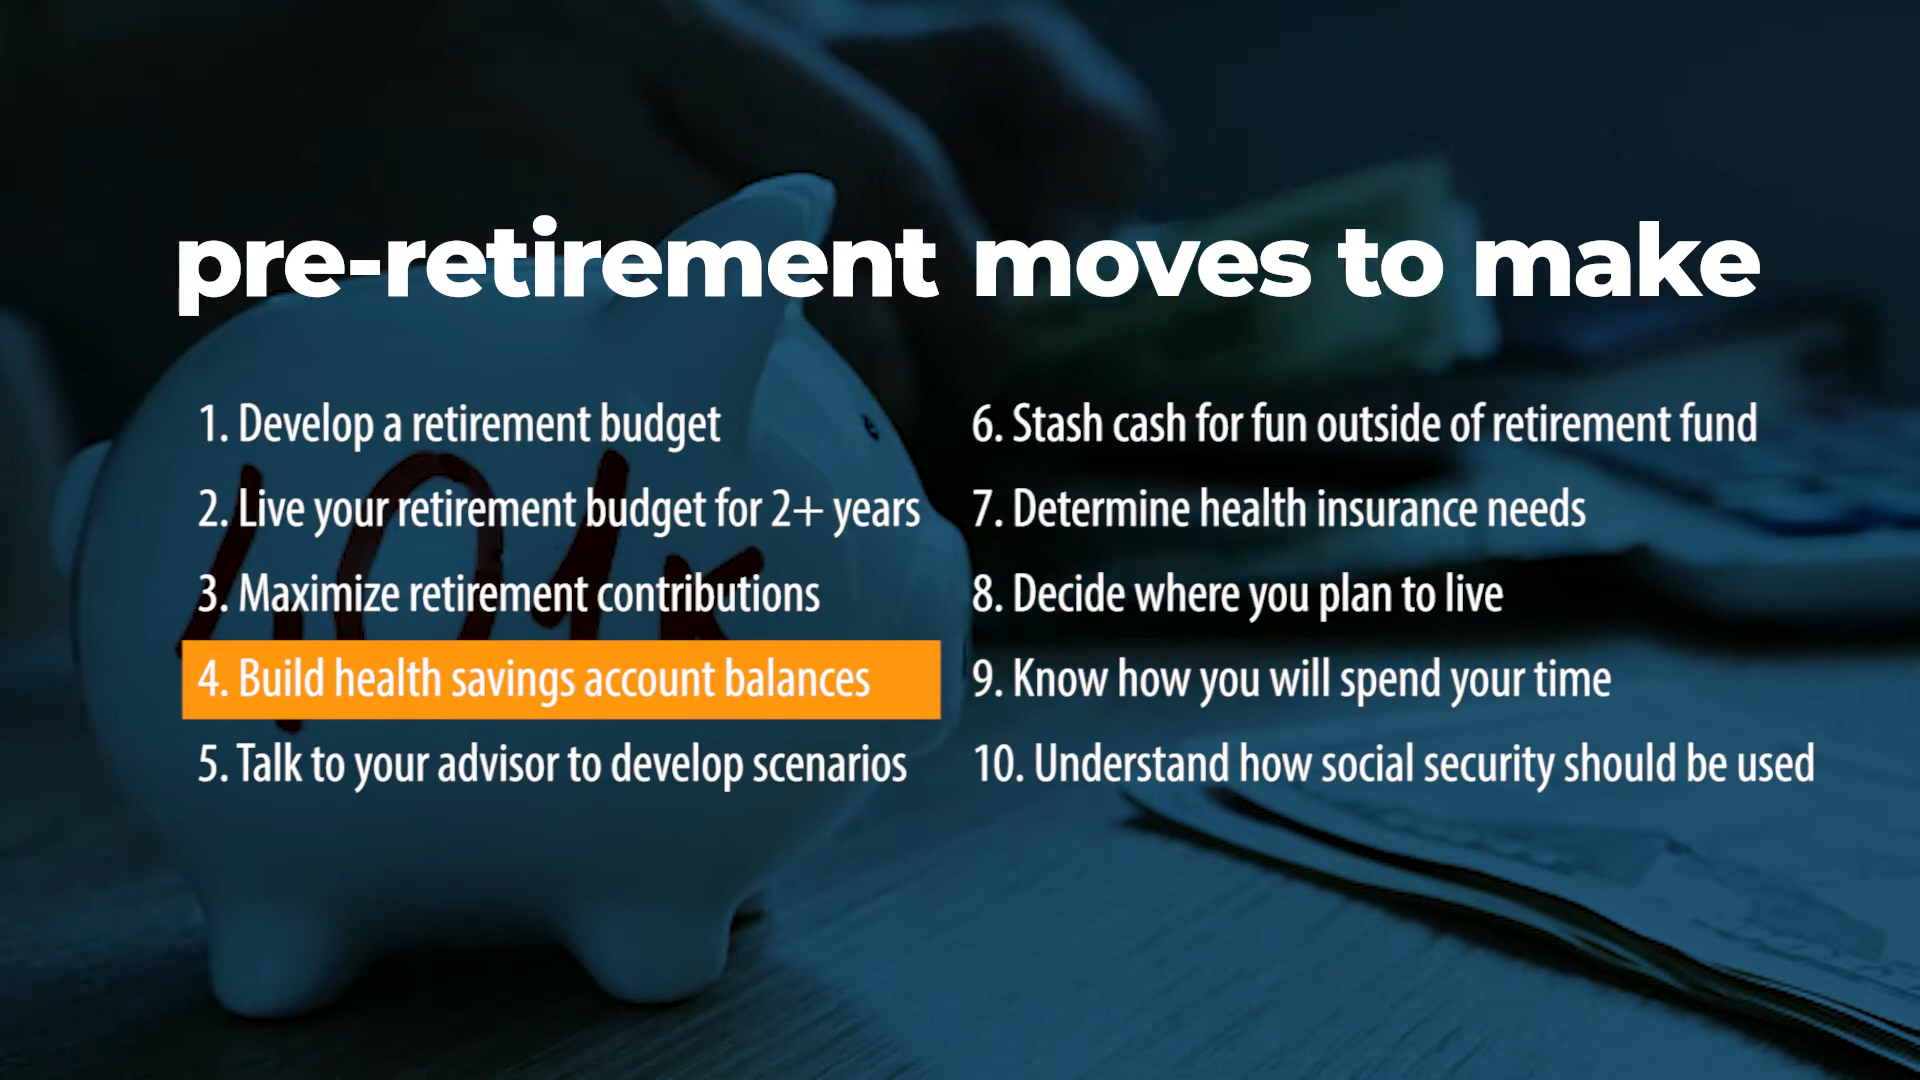 pre-retirement moves to make
1. Develop a retirement budget
2. Live your retirement budget for 2+ years
3. Maximize retirement contributions
4. Build health savings account balances
5. Talk to your advisor to develop scenarios
6. Stash cash for fun outside of retirement fund
7. Determine health insurance needs
8. Decide where you plan to live
9. Know how you will spend your time
10. Understand how social security should be used
401k